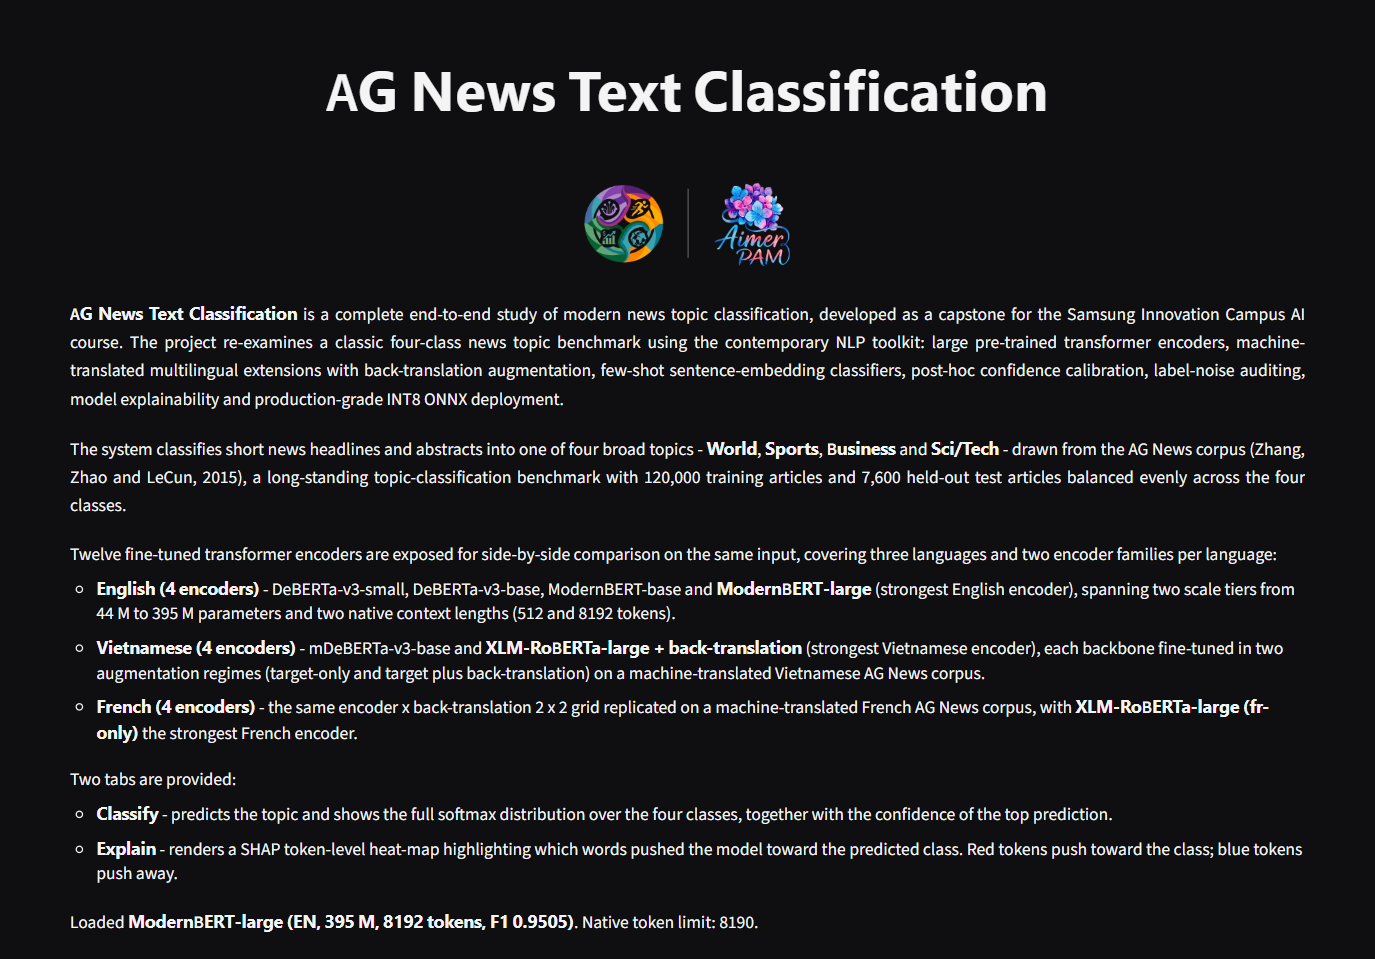 AG News Text Classification
Aimer
PAM
AG News Text Classification is a complete end-to-end study of modern news topic classification, developed as a capstone for the Samsung Innovation Campus AI
course. The project re-examines a classic four-class news topic benchmark using the contemporary NLP toolkit: large pre-trained transformer encoders, machine-
translated multilingual extensions with back-translation augmentation, few-shot sentence-embedding classifiers, post-hoc confidence calibration, label-noise auditing,
model explainability and production-grade INT8 ONNX deployment.
The system classifies short news headlines and abstracts into one of four broad topics - World, Sports, Business and Sci/Tech - drawn from the AG News corpus (Zhang,
Zhao and LeCun, 2015), a long-standing topic-classification benchmark with 120,000 training articles and 7,600 held-out test articles balanced evenly across the four
classes.
Twelve fine-tuned transformer encoders are exposed for side-by-side comparison on the same input, covering three languages and two encoder families per language:
English (4 encoders) - DeBERTa-v3-small, DeBERTa-v3-base, ModernBERT-base and ModernBERT-large (strongest English encoder), spanning two scale tiers from
44 M to 395 M parameters and two native context lengths (512 and 8192 tokens).
Vietnamese (4 encoders) - mDeBERTa-v3-base and XLM-RoBERTa-large + back-translation (strongest Vietnamese encoder), each backbone fine-tuned in two
augmentation regimes (target-only and target plus back-translation) on a machine-translated Vietnamese AG News corpus.
French (4 encoders) - the same encoder x back-translation 2 x 2 grid replicated on a machine-translated French AG News corpus, with XLM-RoBERTa-large (fr-
only) the strongest French encoder.
Two tabs are provided:
Classify - predicts the topic and shows the full softmax distribution over the four classes, together with the confidence of the top prediction.
Explain - renders a SHAP token-level heat-map highlighting which words pushed the model toward the predicted class. Red tokens push toward the class; blue tokens
push away.
Loaded ModernBERT-large (EN, 395 M, 8192 tokens, F1 0.9505). Native token limit: 8190.